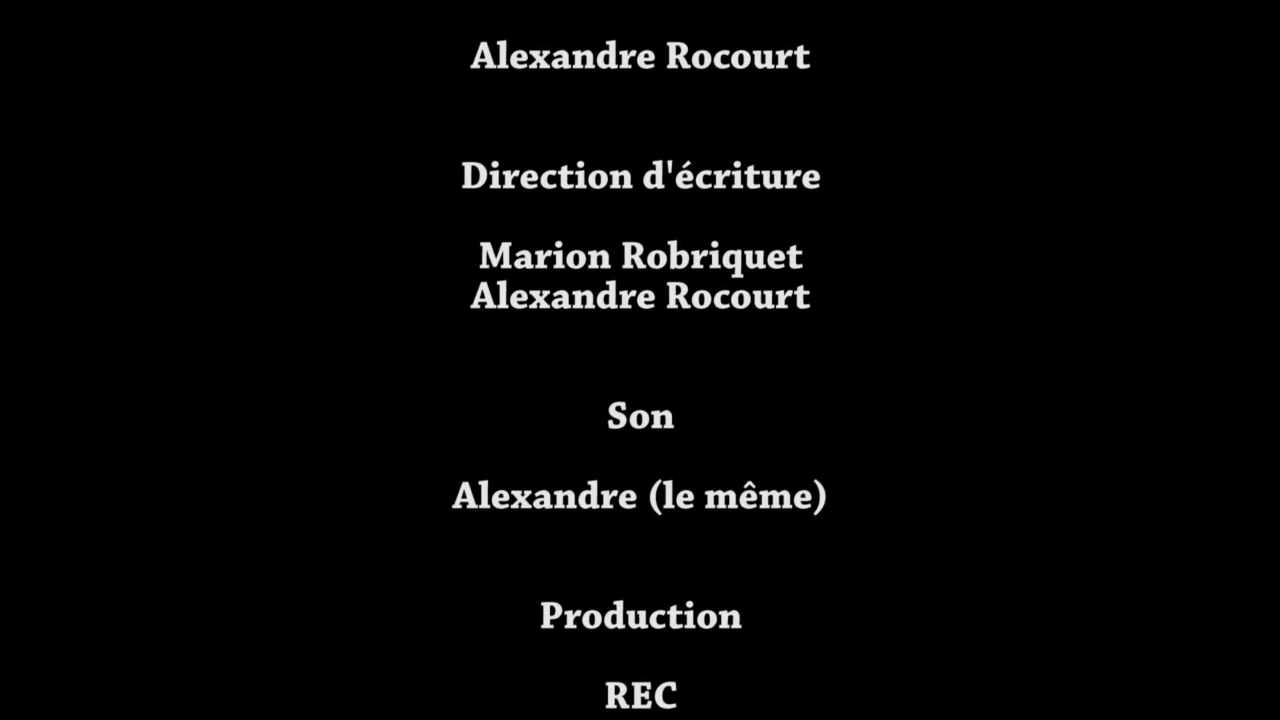 Alexandre Rocourt
Direction d'écriture
Marion Robriquet
Alexandre Rocourt
Son
Alexandre (le même)
Production
REC